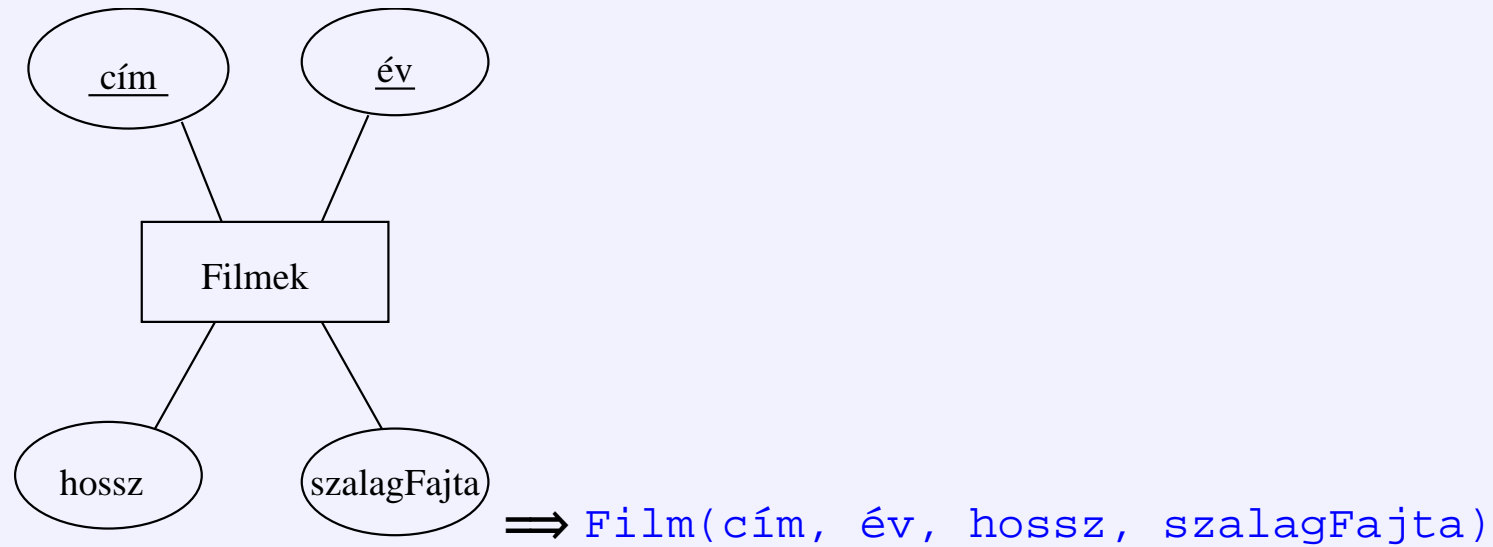 cím
év
Filmek
hossz
szalagFajta
⟹ Film(cím, év, hossz, szalagFajta)